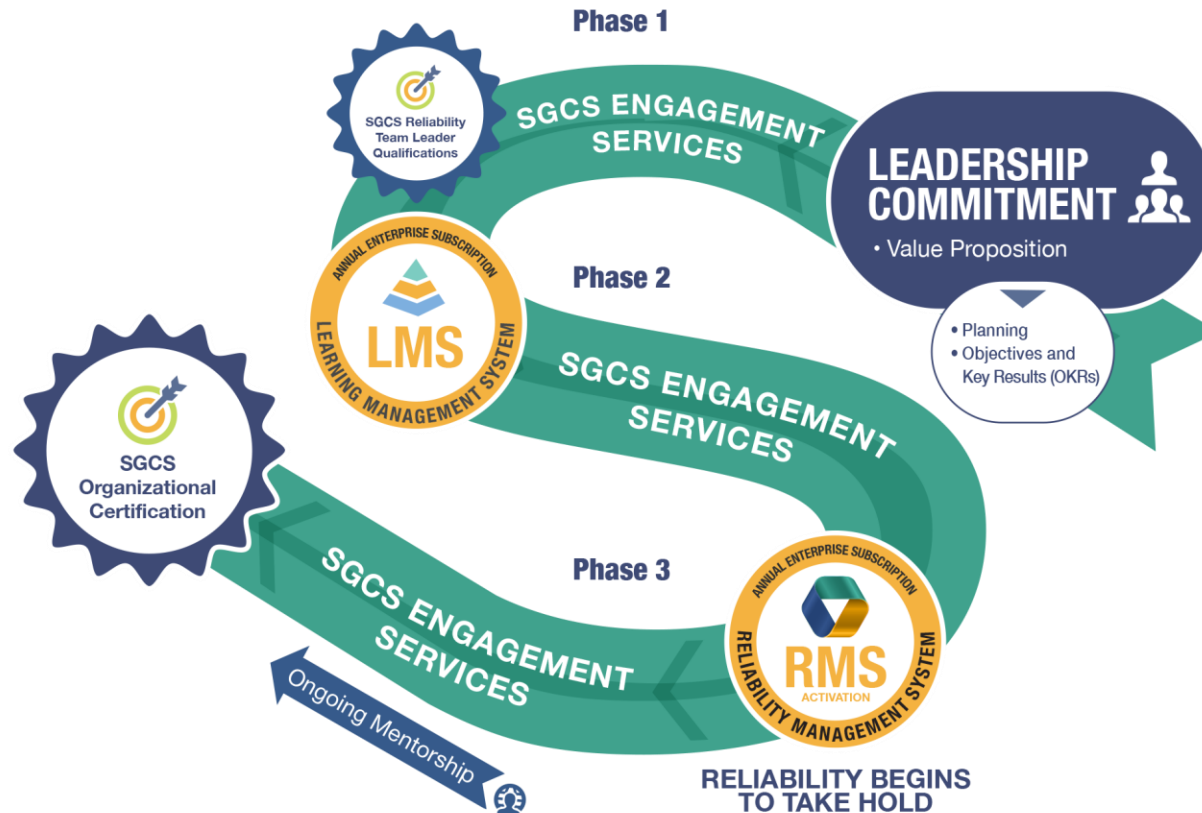 Phase 1
SGCS ENGAGEMENT
SERVICES
SGCS Reliability
Team Leader
Qualifications
LEADERSHIP
COMMITMENT
• Value Proposition
• Planning
• Objectives and
Key Results (OKRs)
Phase 2
ANNUAL ENTERPRISE SUBSCRIPTION
LMS
LEARNING MANAGEMENT SYSTEM
SGCS ENGAGEMENT
SERVICES
SGCS
Organizational
Certification
Phase 3
SGCS ENGAGEMENT
SERVICES
ANNUAL ENTERPRISE SUBSCRIPTION
RMS
ACTIVATION
RELIABILITY MANAGEMENT SYSTEM
Ongoing Mentorship
RELIABILITY BEGINS
TO TAKE HOLD